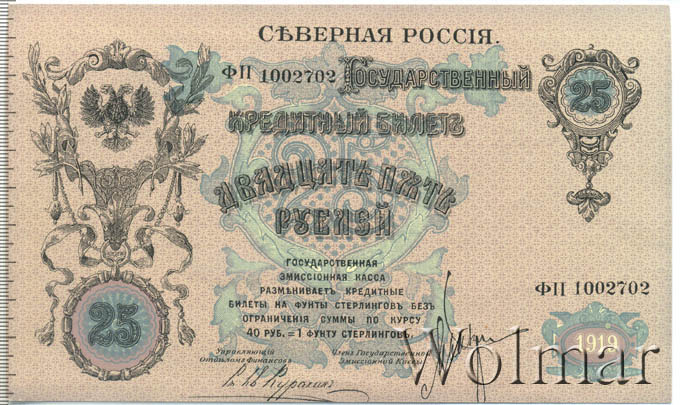 СѢВЕРНАЯ РОССІЯ.
ФП 1002702 ГОСУДАРСТВЕННЫЙ
КРЕДИТНЫЙ БИЛЕТЪ
ДВАДЦАТЬ ПЯТЬ
РУБЛЕЙ
25
25
25
ГОСУДАРСТВЕННАЯ
ЭМИССІОННАЯ КАССА
РАЗМѢНИВАЕТЪ КРЕДИТНЫЕ
БИЛЕТЫ НА ФУНТЫ СТЕРЛИНГОВЪ БЕЗЪ
ОГРАНИЧЕНІЯ СУММЫ ПО КУРСУ
40 РУБ. = 1 ФУНТУ СТЕРЛИНГОВЪ.
ФП 1002702
25
1919
Управляющій
Отдѣломъ Финансовъ
Членъ Государственной
Эмиссіонной Кассы
Wolmar